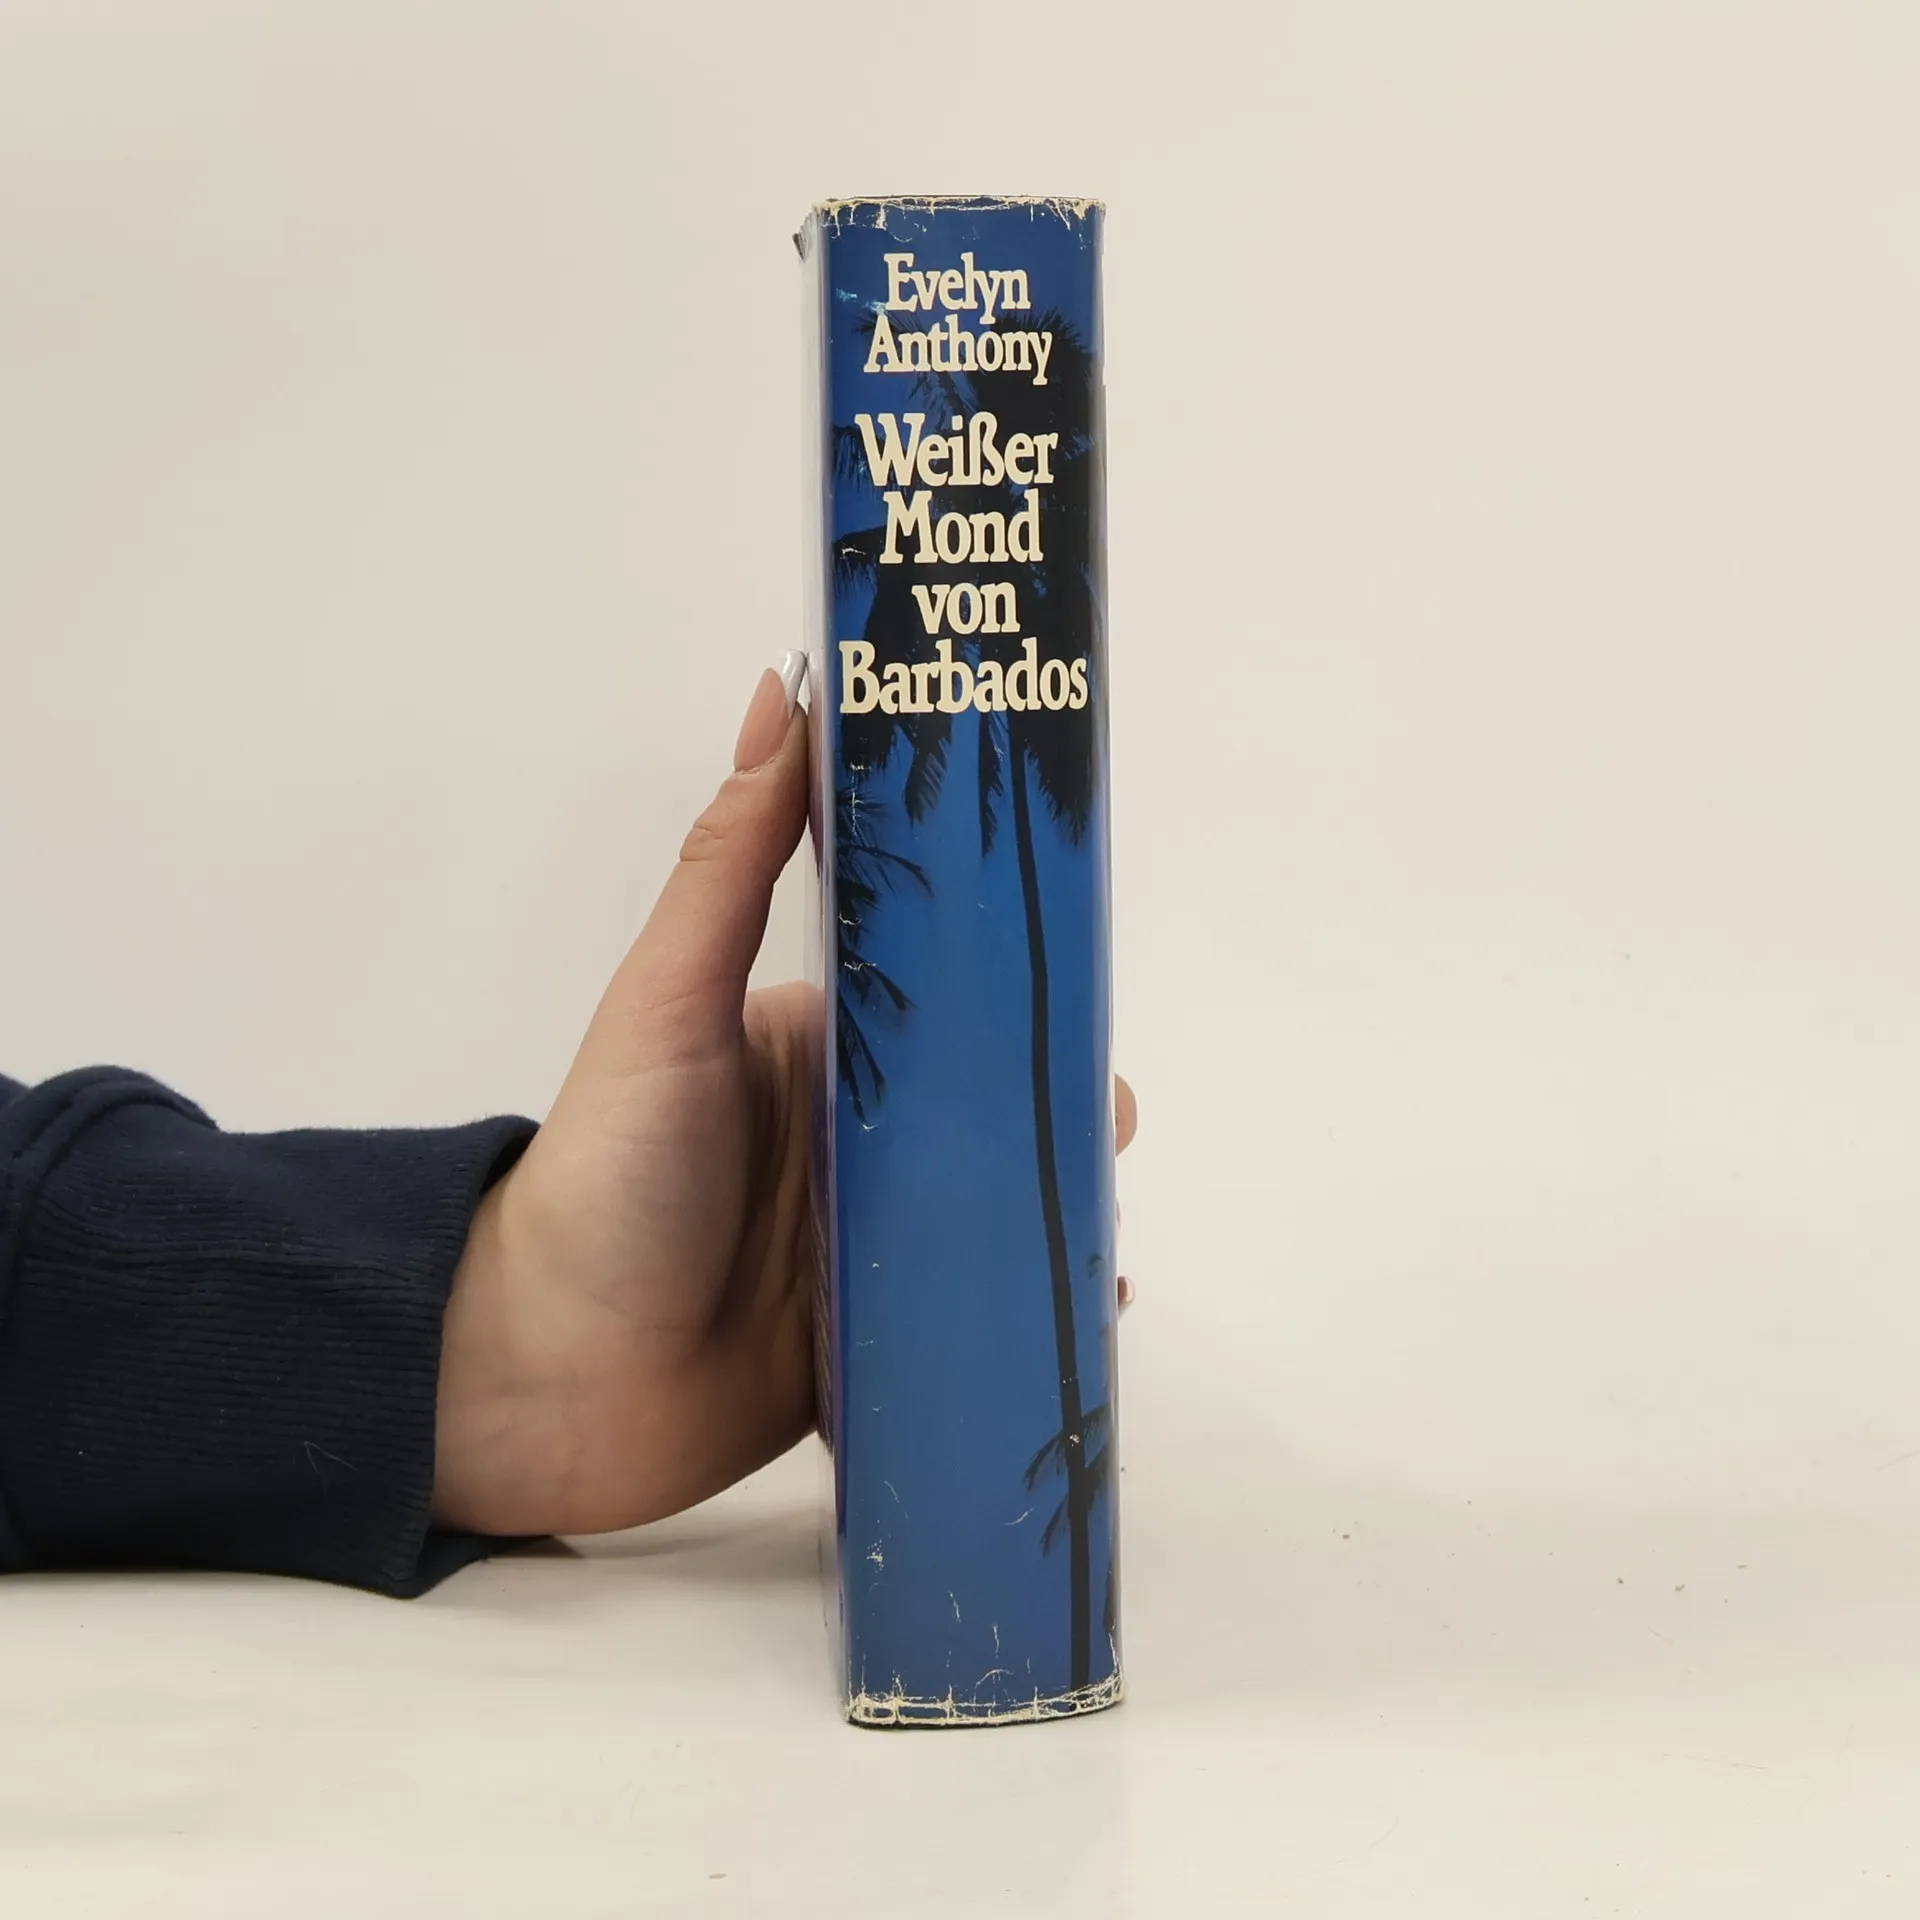 Evelyn
Anthony
Weißer
Mond
von
Barbados